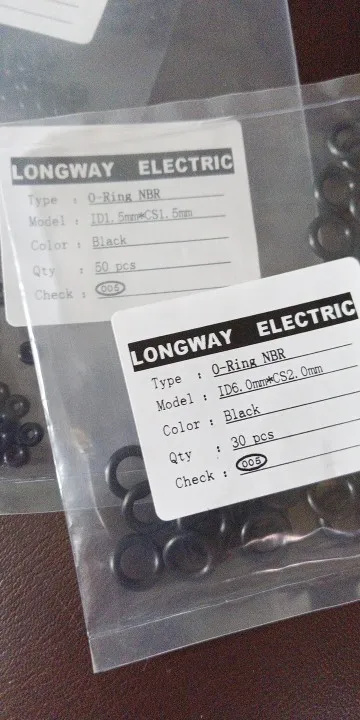 LONGWAY ELECTRIC
Type : O-Ring NBR
Model : ID1.5mm*CS1.5mm
Color : Black
Qty : 50 pcs
Check : 005
LONGWAY ELECTRIC
Type : O-Ring NBR
Model : ID6.0mm*CS2.0mm
Color : Black
Qty : 30 pcs
Check : 005